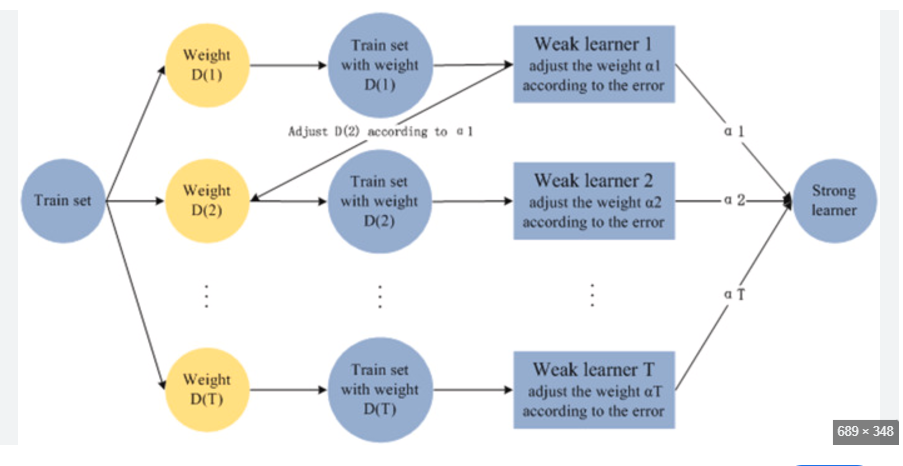 Train set
Weight
D(1)
Train set
with weight
D(1)
Weak learner 1
adjust the weight α1
according to the error
Adjust D(2) according to α1
α 1
Weight
D(2)
Train set
with weight
D(2)
Weak learner 2
adjust the weight α2
according to the error
α 2
Strong
learner
α T
Weight
D(T)
Train set
with weight
D(T)
Weak learner T
adjust the weight αT
according to the error
689 × 348